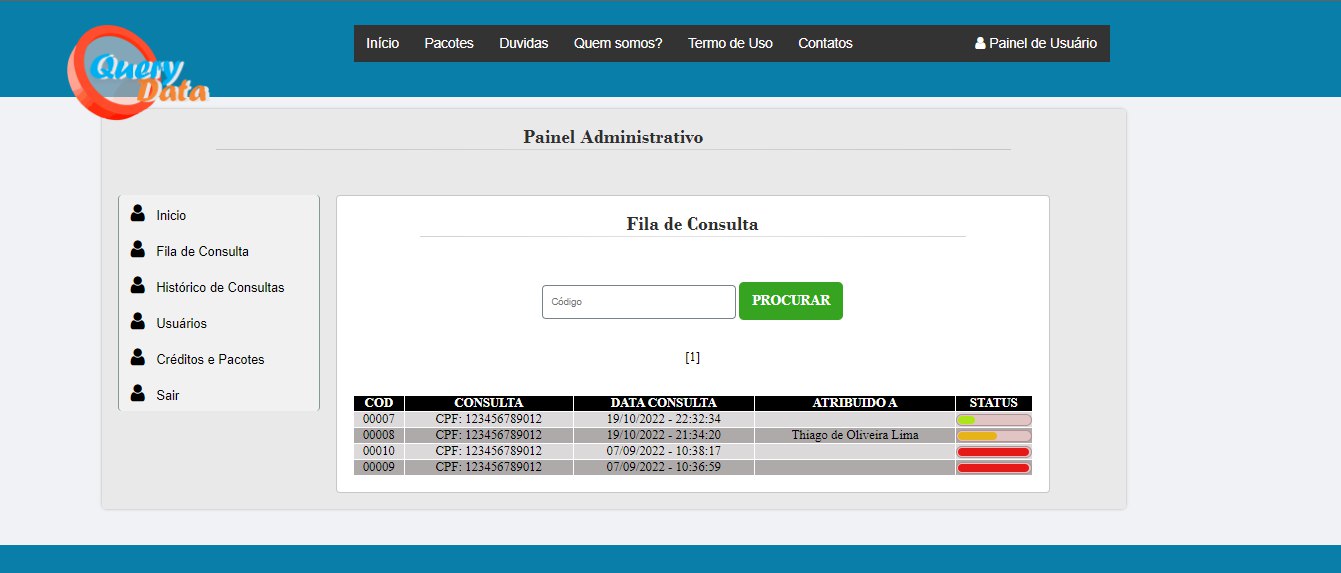 Query
Data
Início Pacotes Duvidas Quem somos? Termo de Uso Contatos Painel de Usuário
Painel Administrativo
Inicio
Fila de Consulta
Histórico de Consultas
Usuários
Créditos e Pacotes
Sair
Fila de Consulta
Código PROCURAR
[1]
COD CONSULTA DATA CONSULTA ATRIBUIDO A STATUS
00007 CPF: 123456789012 19/10/2022 - 22:32:34
00008 CPF: 123456789012 19/10/2022 - 21:34:20 Thiago de Oliveira Lima
00010 CPF: 123456789012 07/09/2022 - 10:38:17
00009 CPF: 123456789012 07/09/2022 - 10:36:59